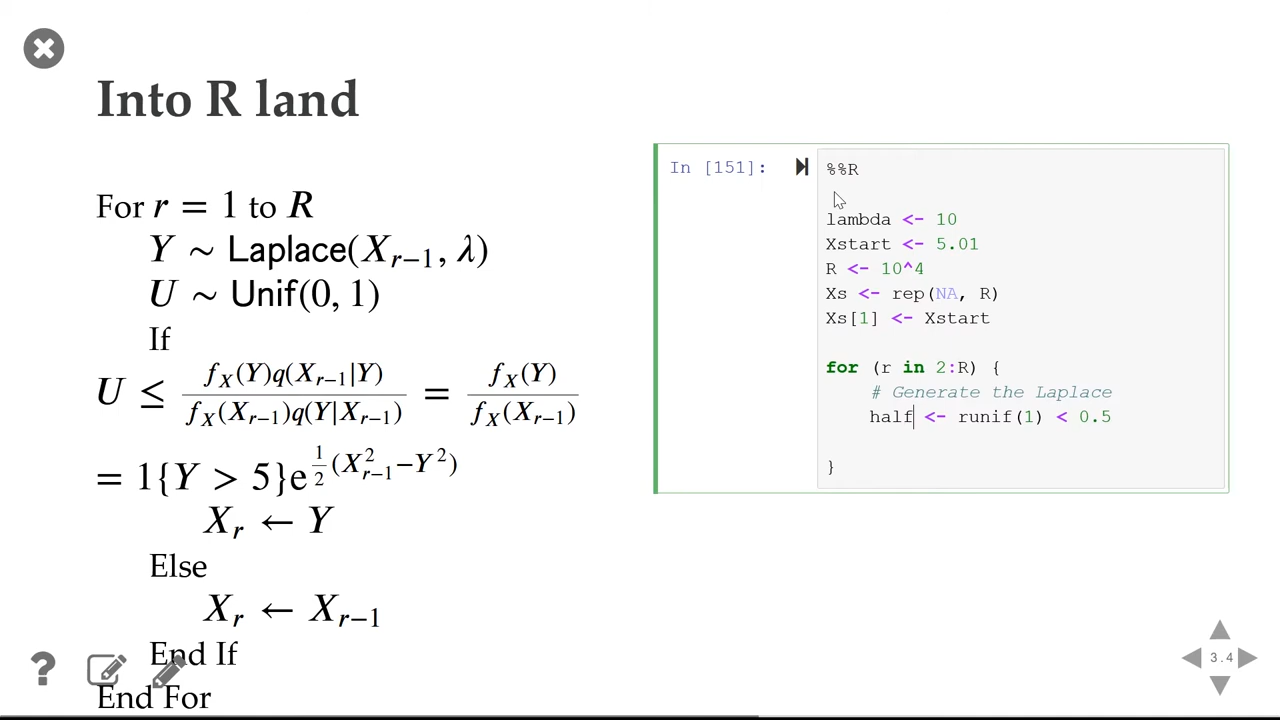 Into R land
For r = 1 to R
Y ∼ Laplace(X_{r−1}, λ)
U ∼ Unif(0, 1)
If
U ≤ \frac{f_X(Y)q(X_{r−1}|Y)}{f_X(X_{r−1})q(Y|X_{r−1})} = \frac{f_X(Y)}{f_X(X_{r−1})}
= 1{Y > 5}e^{\frac{1}{2}(X_{r−1}^2−Y^2)}
X_r ← Y
Else
X_r ← X_{r−1}
End If
End For
In [151]:
%%R
lambda <- 10
Xstart <- 5.01
R <- 10^4
Xs <- rep(NA, R)
Xs[1] <- Xstart
for (r in 2:R) {
# Generate the Laplace
half <- runif(1) < 0.5
}
?
3.4